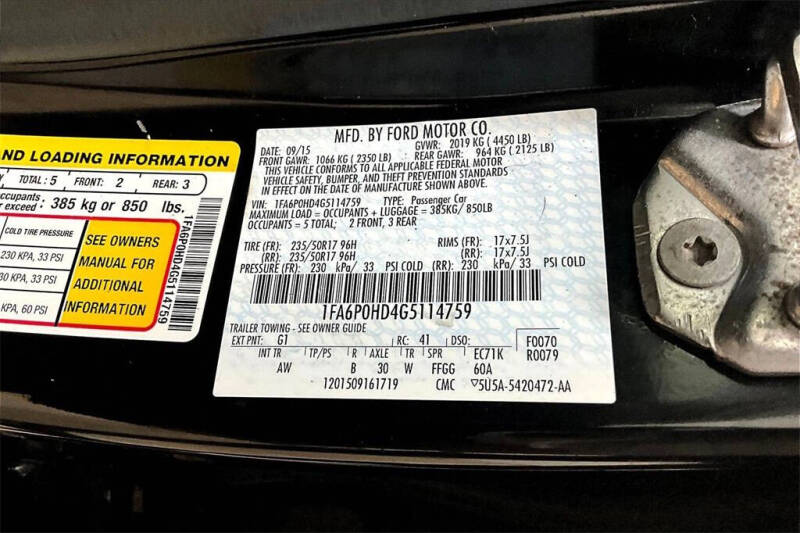 AND LOADING INFORMATION
TOTAL : 5 FRONT: 2 REAR: 3
occupants
exceed : 385 kg or 850 lbs.
COLD TIRE PRESSURE
230 KPA, 33 PSI
230 KPA, 33 PSI
KPA, 60 PSI
SEE OWNERS
MANUAL FOR
ADDITIONAL
INFORMATION
1FA6P0HD4G5114759
MFD. BY FORD MOTOR CO.
DATE: 09/15 GVWR: 2019 KG ( 4450 LB)
FRONT GAWR: 1066 KG ( 2350 LB) REAR GAWR: 964 KG ( 2125 LB)
THIS VEHICLE CONFORMS TO ALL APPLICABLE FEDERAL MOTOR
VEHICLE SAFETY, BUMPER, AND THEFT PREVENTION STANDARDS
IN EFFECT ON THE DATE OF MANUFACTURE SHOWN ABOVE.
VIN: 1FA6P0HD4G5114759 TYPE: Passenger Car
MAXIMUM LOAD = OCCUPANTS + LUGGAGE = 385KG/850LB
OCCUPANTS = 5 TOTAL: 2 FRONT, 3 REAR
TIRE (FR): 235/50R17 96H RIMS (FR): 17x7.5J
(RR): 235/50R17 96H (RR): 17x7.5J
PRESSURE (FR): 230 kPa/ 33 PSI COLD (RR): 230 kPa/ 33 PSI COLD
1FA6P0HD4G5114759
TRAILER TOWING - SEE OWNER GUIDE
EXT PNT: G1 RC: 41 DSO: F0070
INT TR TP/PS R AXLE TR SPR EC71K R0079
AW B 30 W FFGG 60A
1201509161719 CMC ▽5U5A-5420472-AA